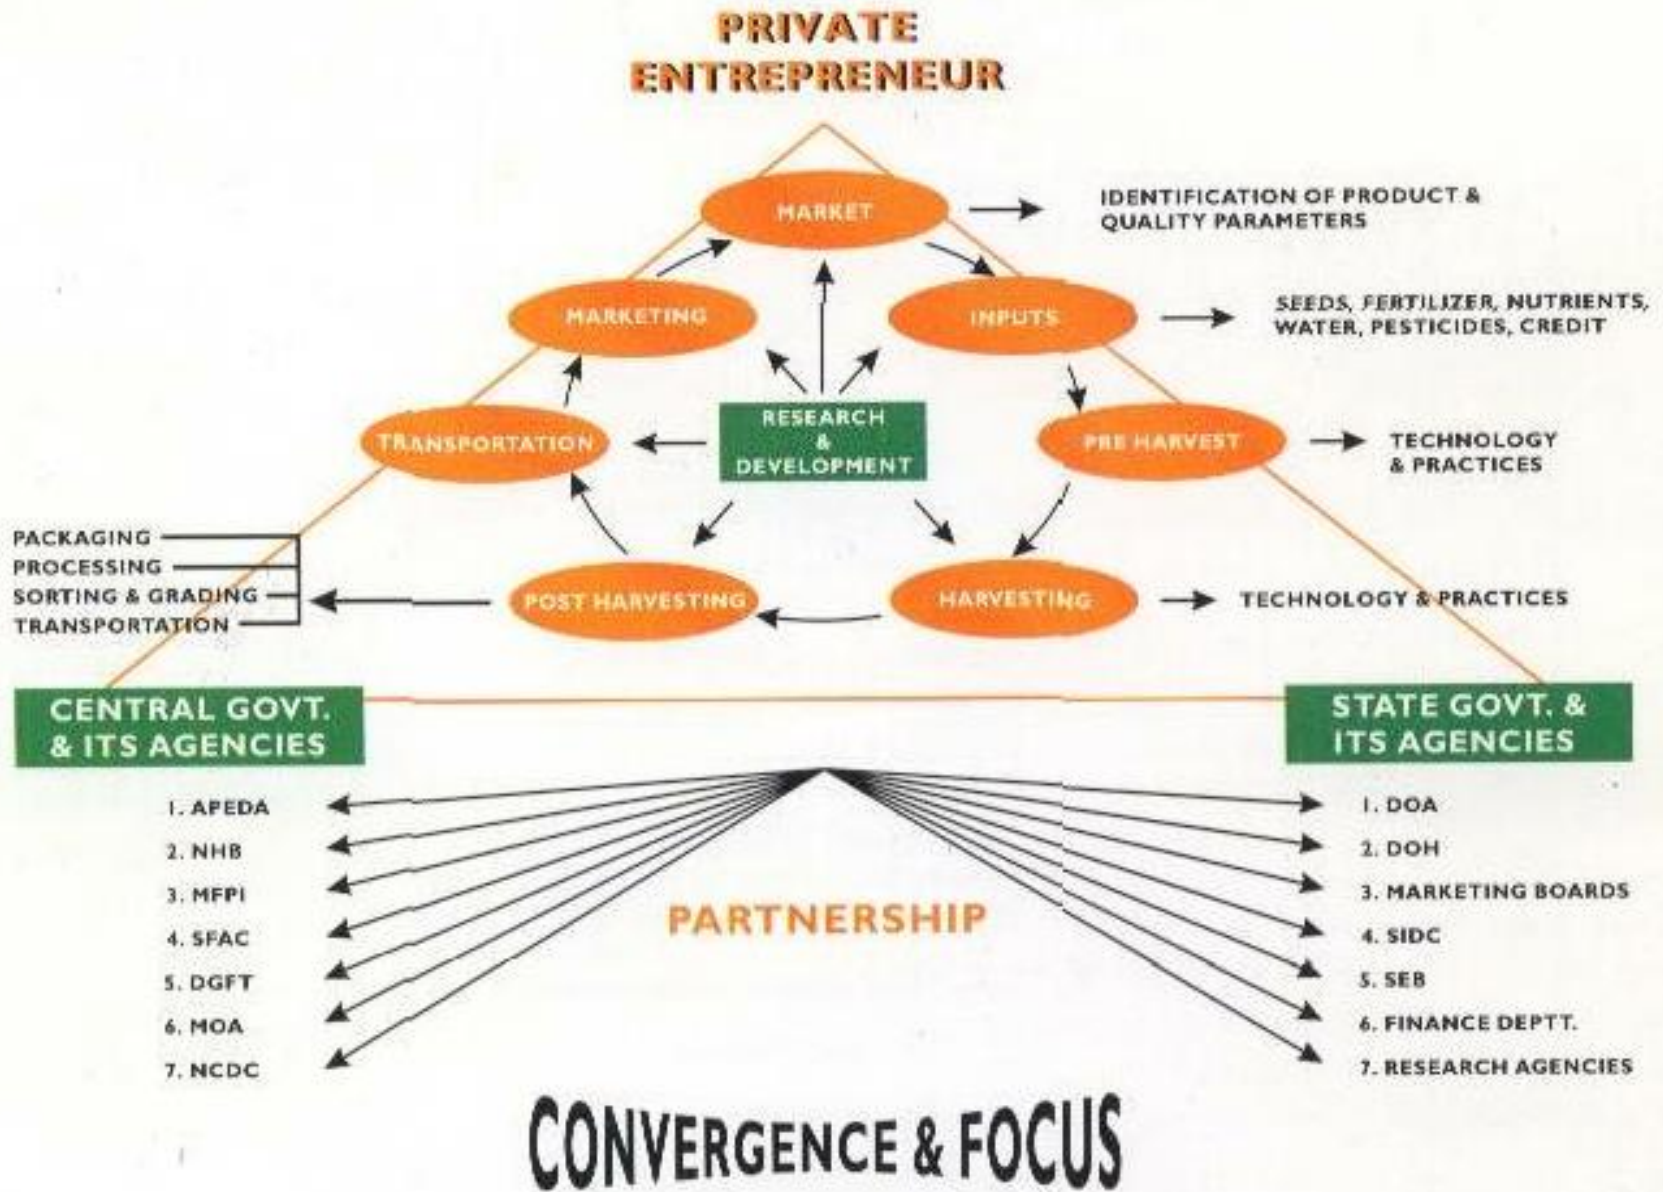 PRIVATE
ENTREPRENEUR
MARKET
IDENTIFICATION OF PRODUCT &
QUALITY PARAMETERS
MARKETING
INPUTS
SEEDS, FERTILIZER, NUTRIENTS,
WATER, PESTICIDES, CREDIT
RESEARCH
&
DEVELOPMENT
TRANSPORTATION
PRE HARVEST
TECHNOLOGY
& PRACTICES
PACKAGING
PROCESSING
SORTING & GRADING
TRANSPORTATION
POST HARVESTING
HARVESTING
TECHNOLOGY & PRACTICES
CENTRAL GOVT.
& ITS AGENCIES
STATE GOVT. &
ITS AGENCIES
1. APEDA
2. NHB
3. MFPI
4. SFAC
5. DGFT
6. MOA
7. NCDC
PARTNERSHIP
1. DOA
2. DOH
3. MARKETING BOARDS
4. SIDC
5. SEB
6. FINANCE DEPTT.
7. RESEARCH AGENCIES
CONVERGENCE & FOCUS